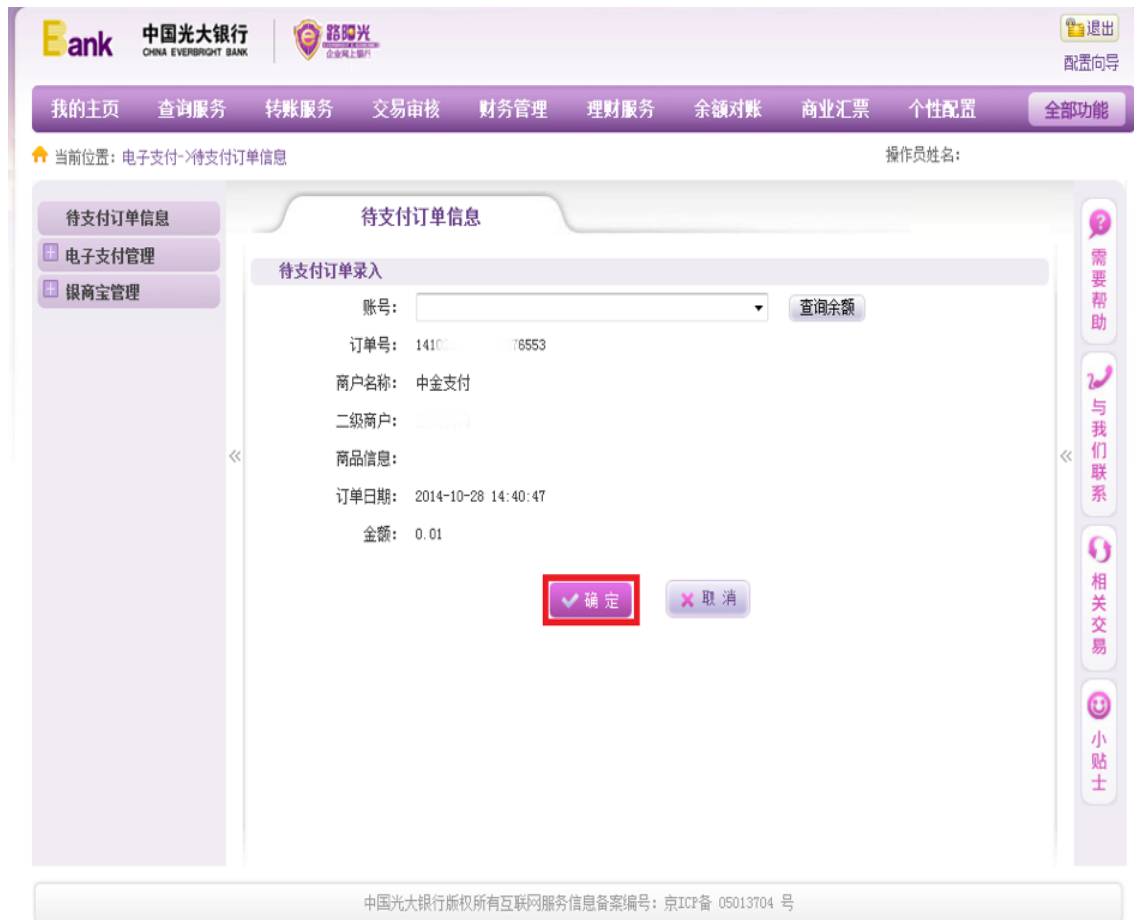 Bank 中国光大银行 CHINA EVERBRIGHT BANK 企业网上银行 退出
配置向导
我的主页 查询服务 转账服务 交易审核 财务管理 理财服务 余额对账 商业汇票 个性配置 全部功能
当前位置: 电子支付->待支付订单信息 操作员姓名:
待支付订单信息
电子支付管理
银商宝管理
待支付订单信息
待支付订单录入
账号: 查询余额
订单号: 1410 76553
商户名称: 中金支付
二级商户:
商品信息:
订单日期: 2014-10-28 14:40:47
金额: 0.01
确定 取消
需要帮助
与我们联系
相关交易
小贴士
中国光大银行版权所有互联网服务信息备案编号: 京ICP备 05013704 号